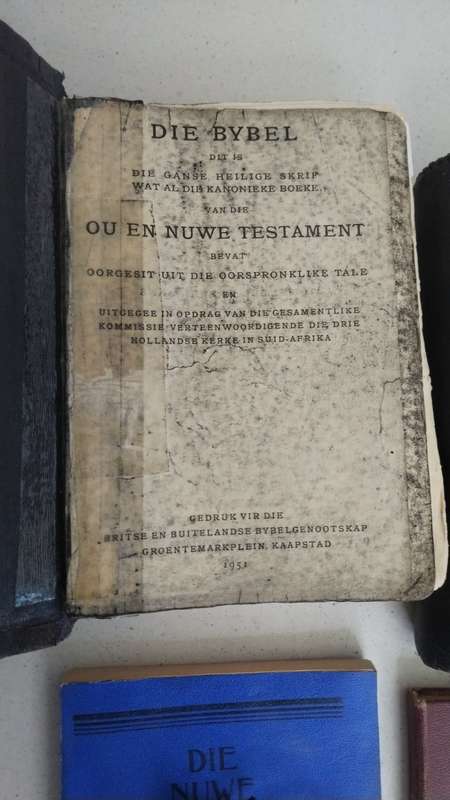 DIE BYBEL
DIT IS
DIE GANSE HEILIGE SKRIF
WAT AL DIE KANONIEKE BOEKE
VAN DIE
OU EN NUWE TESTAMENT
BEVAT
OORGESIT UIT DIE OORSPRONKLIKE TALE
EN
UITGEGEE IN OPDRAG VAN DIE GESAMENTLIKE
KOMMISSIE VERTEENWOORDIGENDE DIE DRIE
HOLLANDSE KERKE IN SUID-AFRIKA
GEDRUK VIR DIE
BRITSE EN BUITELANDSE BYBELGENOOTSKAP
GROENTEMARKPLEIN, KAAPSTAD
1951
DIE
NUWE